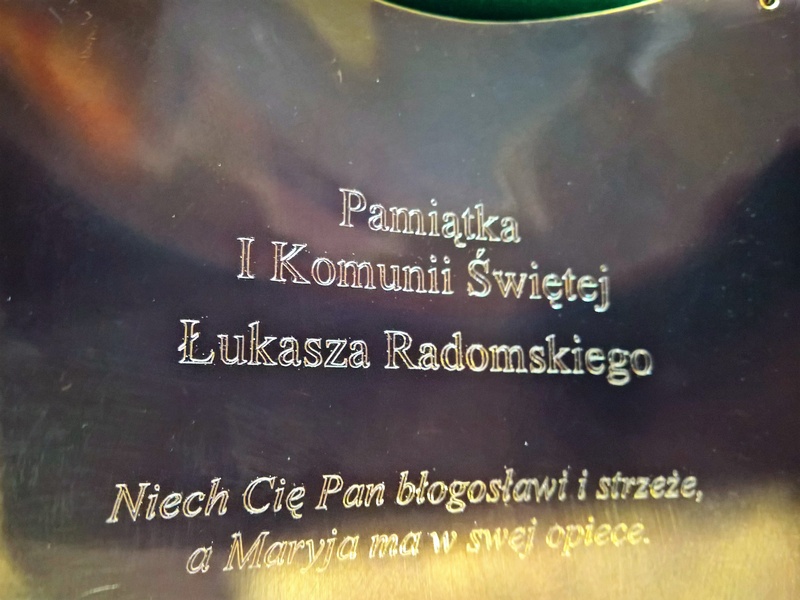 Pamiątka
I Komunii Świętej
Łukasza Radomskiego
Niech Cię Pan błogosławi i strzeże,
a Maryja ma w swej opiece.